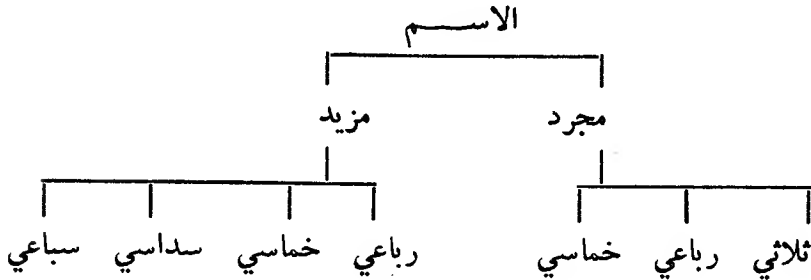 الاسم
مجرد مزيد
ثلاثي رباعي خماسي رباعي خماسي سداسي سباعي